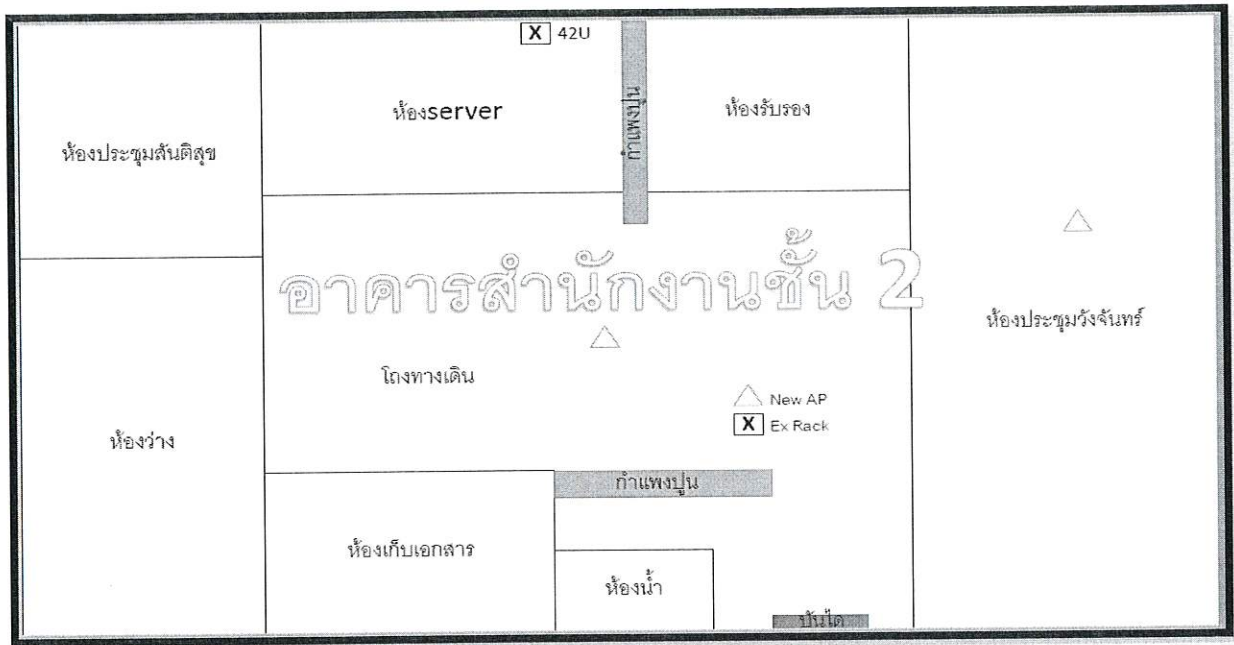 X 42U
ห้องserver
กำแพงปูน
ห้องรับรอง
ห้องประชุมสันติสุข
อาคารสำนักงานชั้น 2
ห้องประชุมวังจันทร์
โถงทางเดิน
New AP
X Ex Rack
ห้องว่าง
กำแพงปูน
ห้องเก็บเอกสาร
ห้องน้ำ
บันได